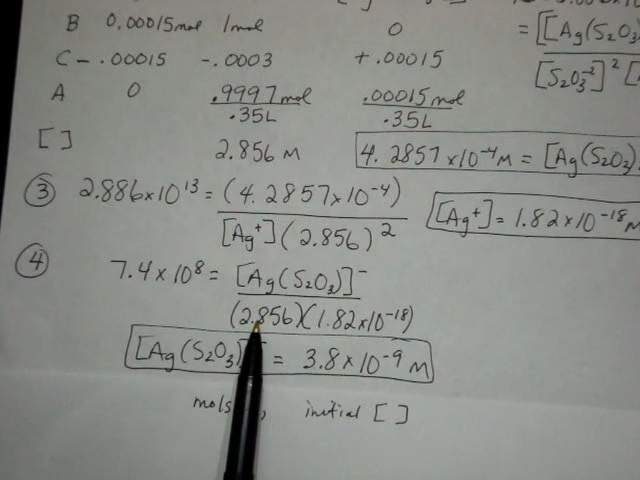 B 0.00015mol 1mol 0
= [[Ag(S₂O₃)
C - .00015 -.0003 +.00015
[S₂O₃⁻²]² [A
A 0 .9997mol .00015mol
.35L .35L
[ ] 2.856 M 4.2857x10⁻⁴M = [Ag(S₂O₃)
③ 2.886x10¹³ = (4.2857x10⁻⁴)
[Ag⁺](2.856)² [Ag⁺] = 1.82x10⁻¹⁸M
④ 7.4x10⁸ = [Ag(S₂O₃)]⁻
(2.856)(1.82x10⁻¹⁸)
[Ag(S₂O₃)]⁻ = 3.8x10⁻⁹ M
mols , initial [ ]